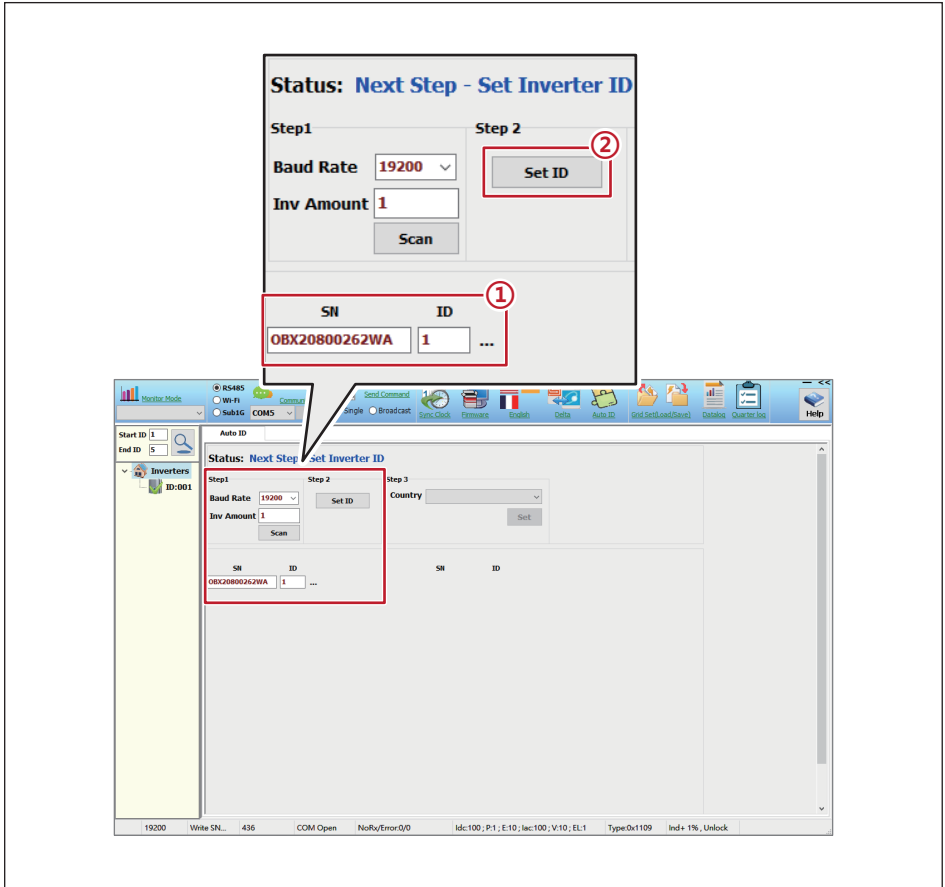 Status: Next Step - Set Inverter ID
Step1
Step 2
②
Baud Rate 19200
Set ID
Inv Amount 1
Scan
①
SN ID
OBX20800262WA 1 ...
Monitor Mode
RS485
Wi-Fi
Sub1G COM5
Send Command
Single Broadcast
Sync Clock
Firmware
English
Delta
Auto ID
Grid Set(Load/Save)
Datalog
Quarter log
<<
Help
Start ID 1
End ID 5
Inverters
ID:001
Auto ID
Status: Next Step Set Inverter ID
Step1 Step 2 Step 3
Baud Rate 19200 Set ID Country
Inv Amount 1 Set
Scan
SN ID SN ID
OBX20800262WA 1 ...
19200 Write SN... 436 COM Open NoRx/Error:0/0 Idc:100 ; P:1 ; E:10 ; Iac:100 ; V:10 ; EL:1 Type:0x1109 Ind+ 1% , Unlock